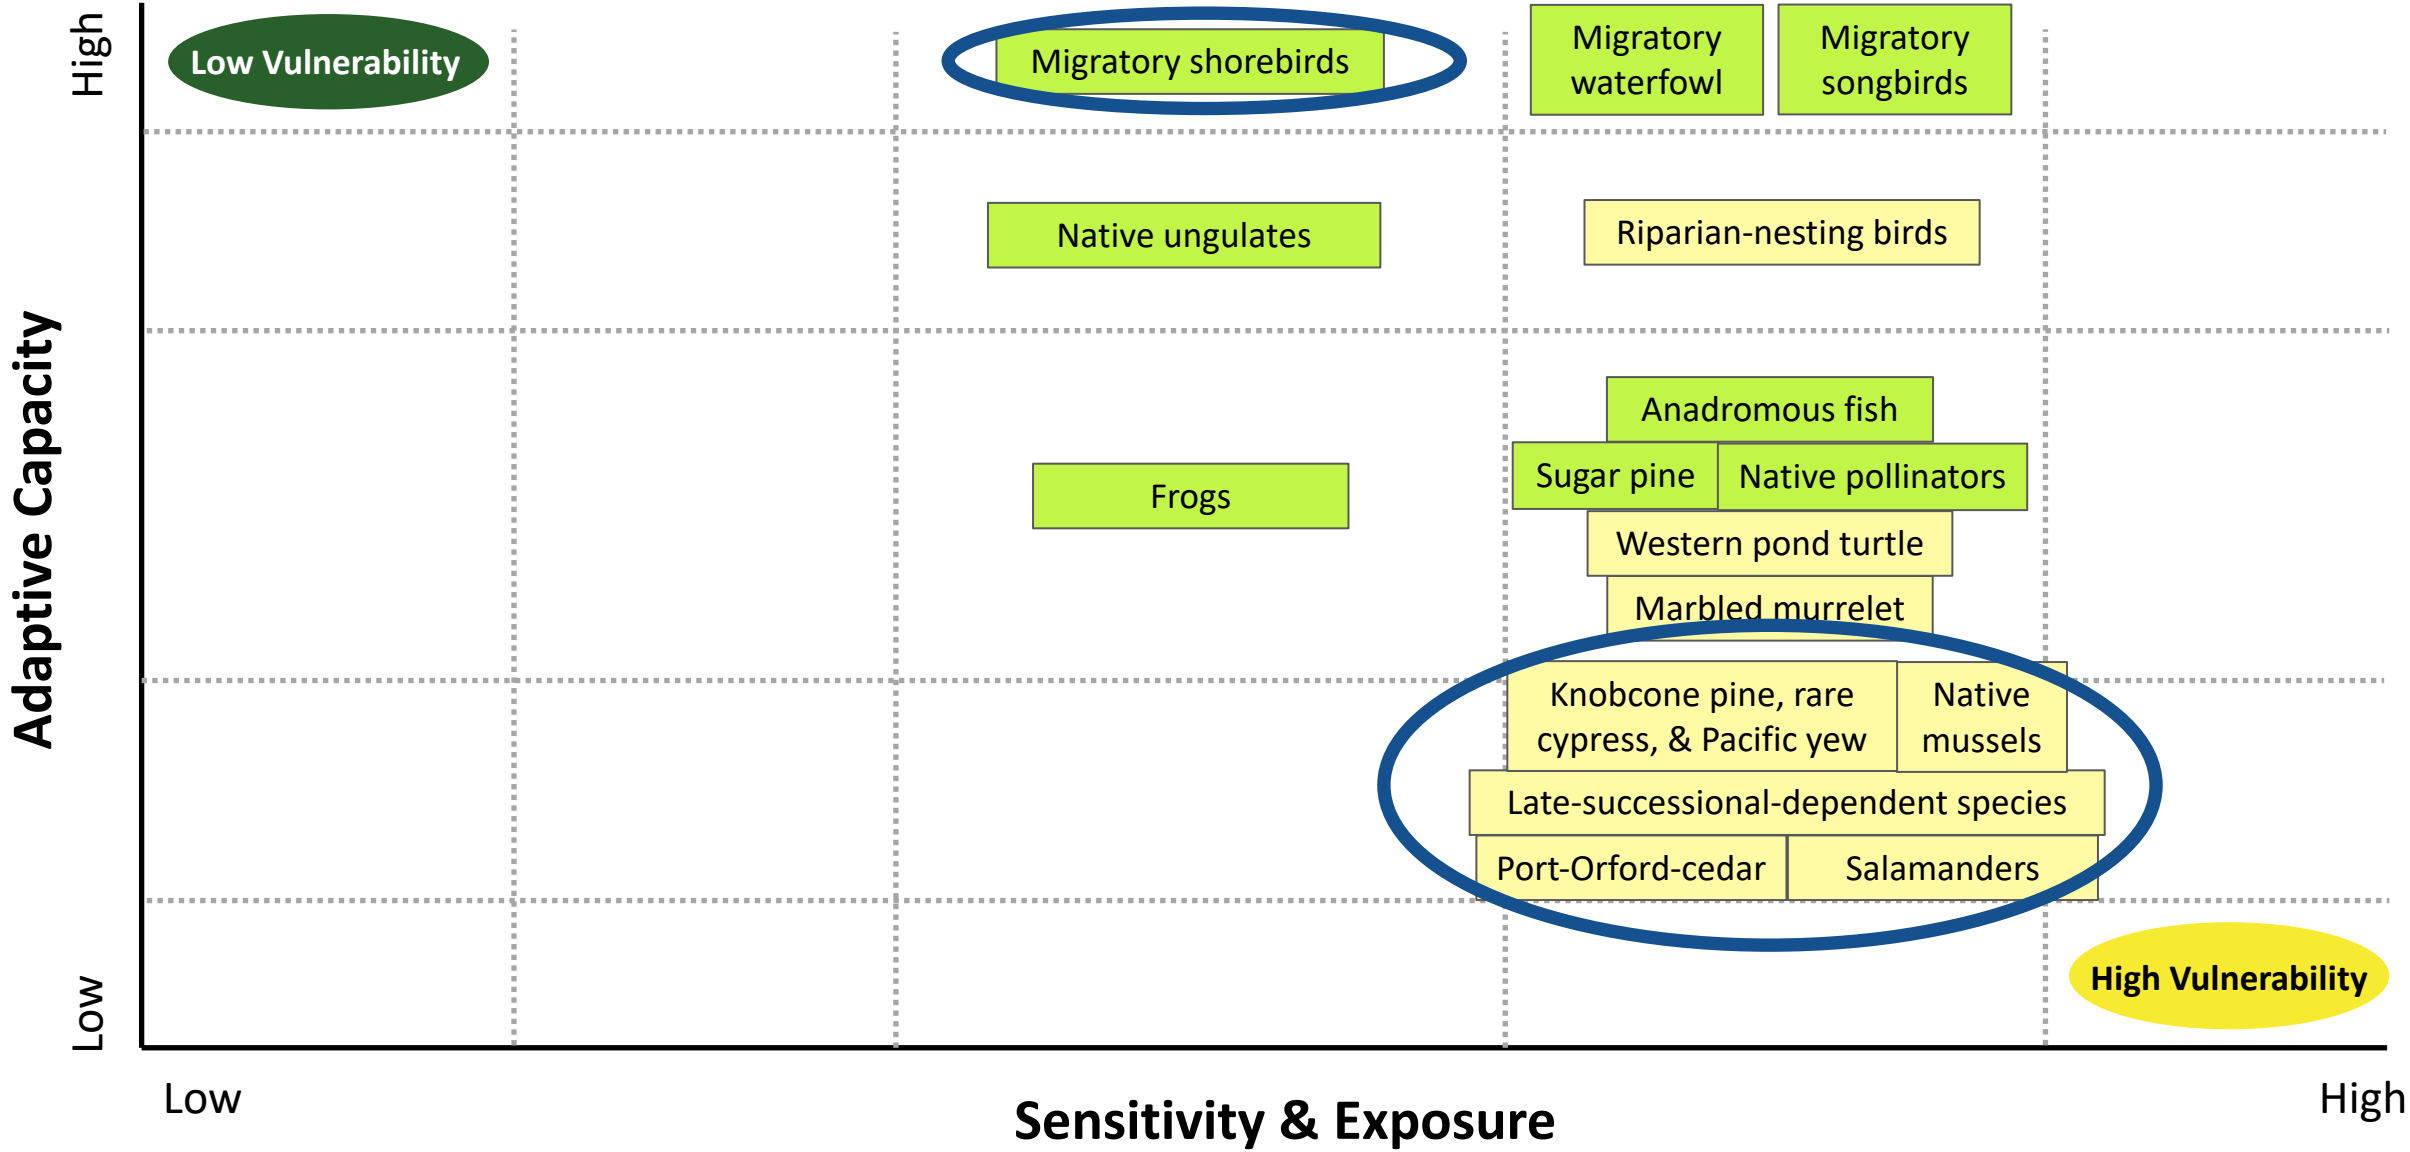 High
Low Vulnerability
Migratory shorebirds
Migratory
waterfowl
Migratory
songbirds
Native ungulates
Riparian-nesting birds
Adaptive Capacity
Anadromous fish
Sugar pine
Native pollinators
Frogs
Western pond turtle
Marbled murrelet
Knobcone pine, rare
cypress, & Pacific yew
Native
mussels
Late-successional-dependent species
Port-Orford-cedar
Salamanders
High Vulnerability
Low
Low
Sensitivity & Exposure
High